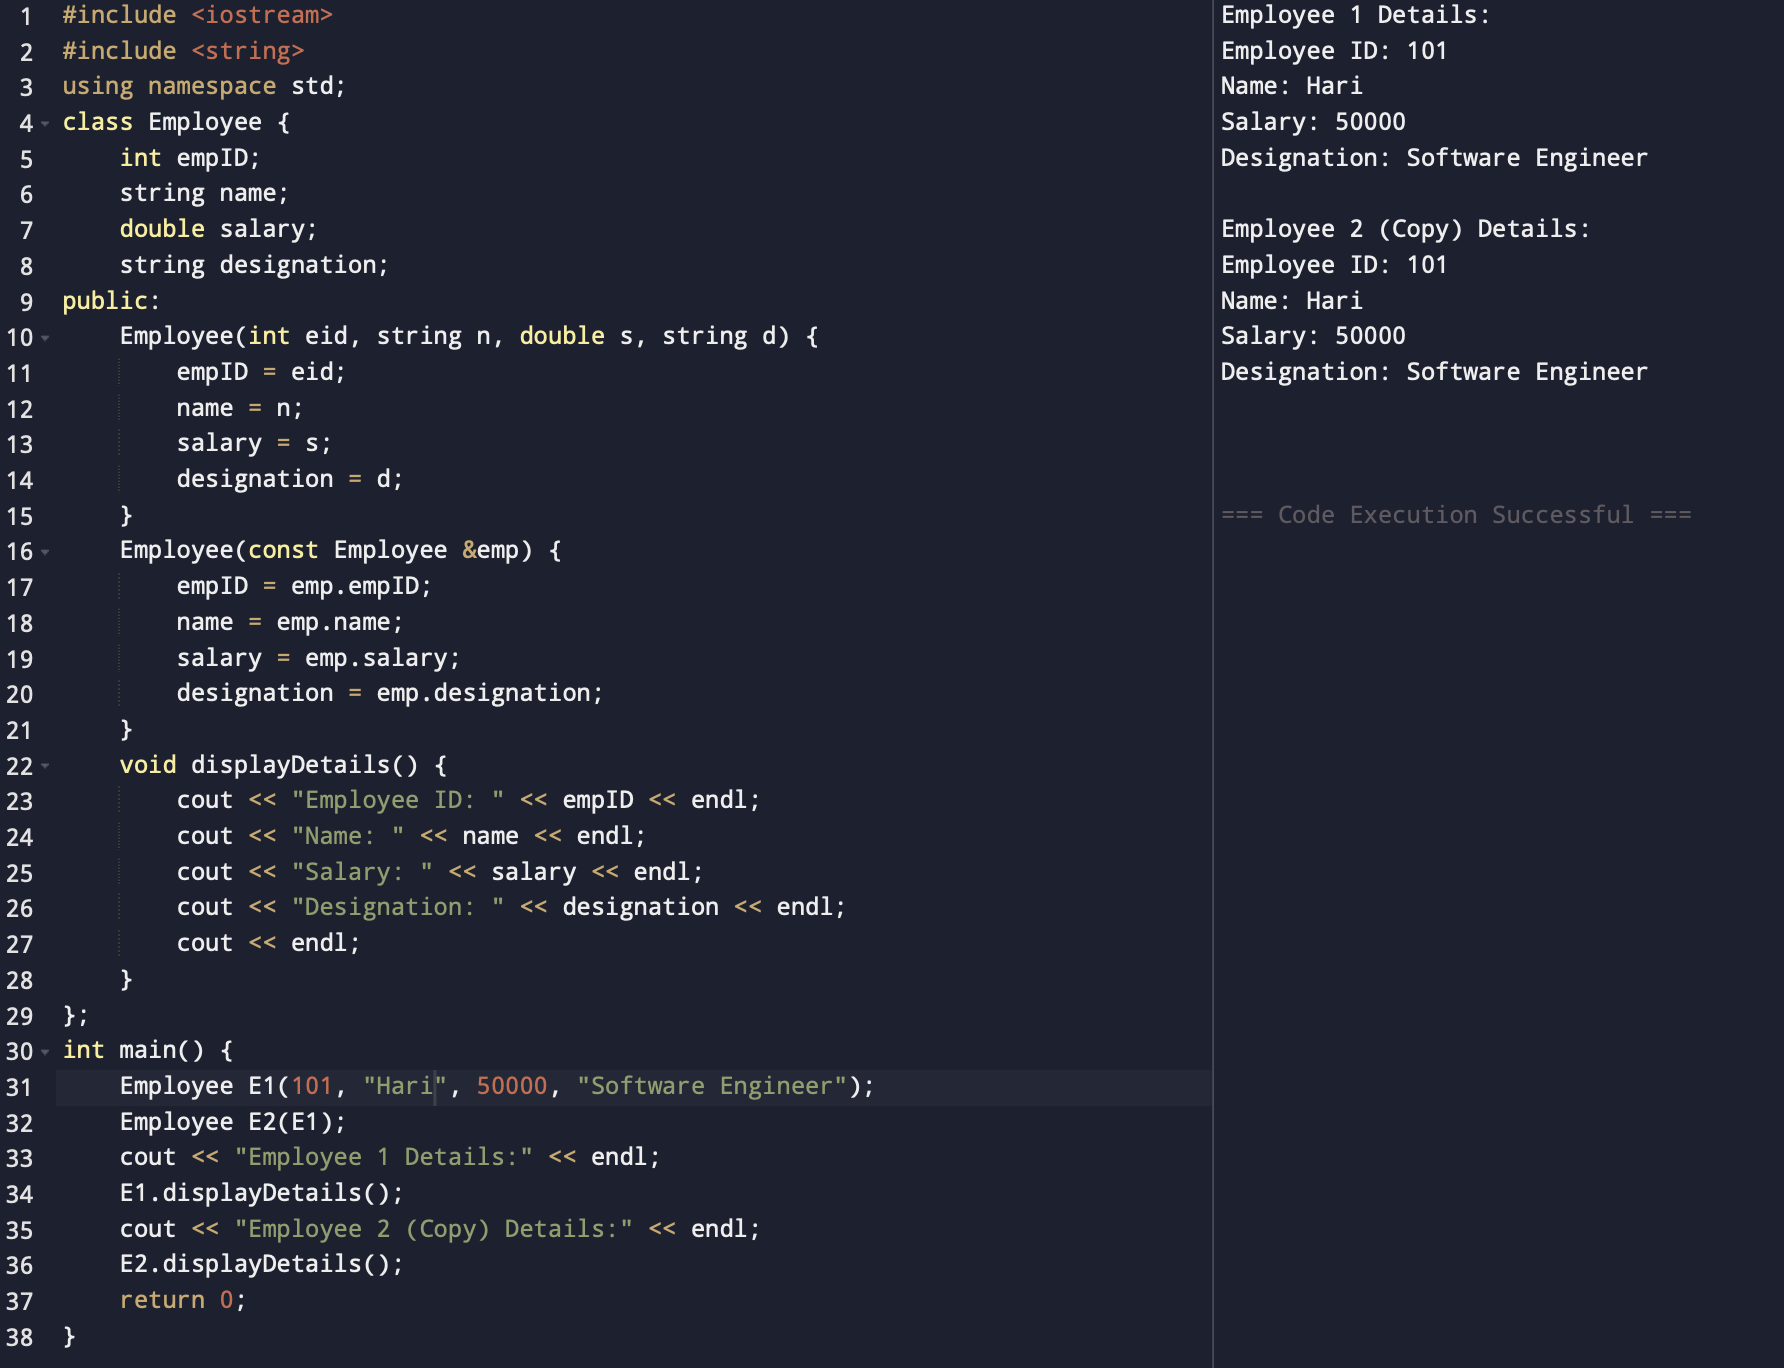 1 #include <iostream>
2 #include <string>
3 using namespace std;
4 class Employee {
5     int empID;
6     string name;
7     double salary;
8     string designation;
9 public:
10     Employee(int eid, string n, double s, string d) {
11         empID = eid;
12         name = n;
13         salary = s;
14         designation = d;
15     }
16     Employee(const Employee &emp) {
17         empID = emp.empID;
18         name = emp.name;
19         salary = emp.salary;
20         designation = emp.designation;
21     }
22     void displayDetails() {
23         cout << "Employee ID: " << empID << endl;
24         cout << "Name: " << name << endl;
25         cout << "Salary: " << salary << endl;
26         cout << "Designation: " << designation << endl;
27         cout << endl;
28     }
29 };
30 int main() {
31     Employee E1(101, "Hari", 50000, "Software Engineer");
32     Employee E2(E1);
33     cout << "Employee 1 Details:" << endl;
34     E1.displayDetails();
35     cout << "Employee 2 (Copy) Details:" << endl;
36     E2.displayDetails();
37     return 0;
38 }
Employee 1 Details:
Employee ID: 101
Name: Hari
Salary: 50000
Designation: Software Engineer

Employee 2 (Copy) Details:
Employee ID: 101
Name: Hari
Salary: 50000
Designation: Software Engineer

=== Code Execution Successful ===